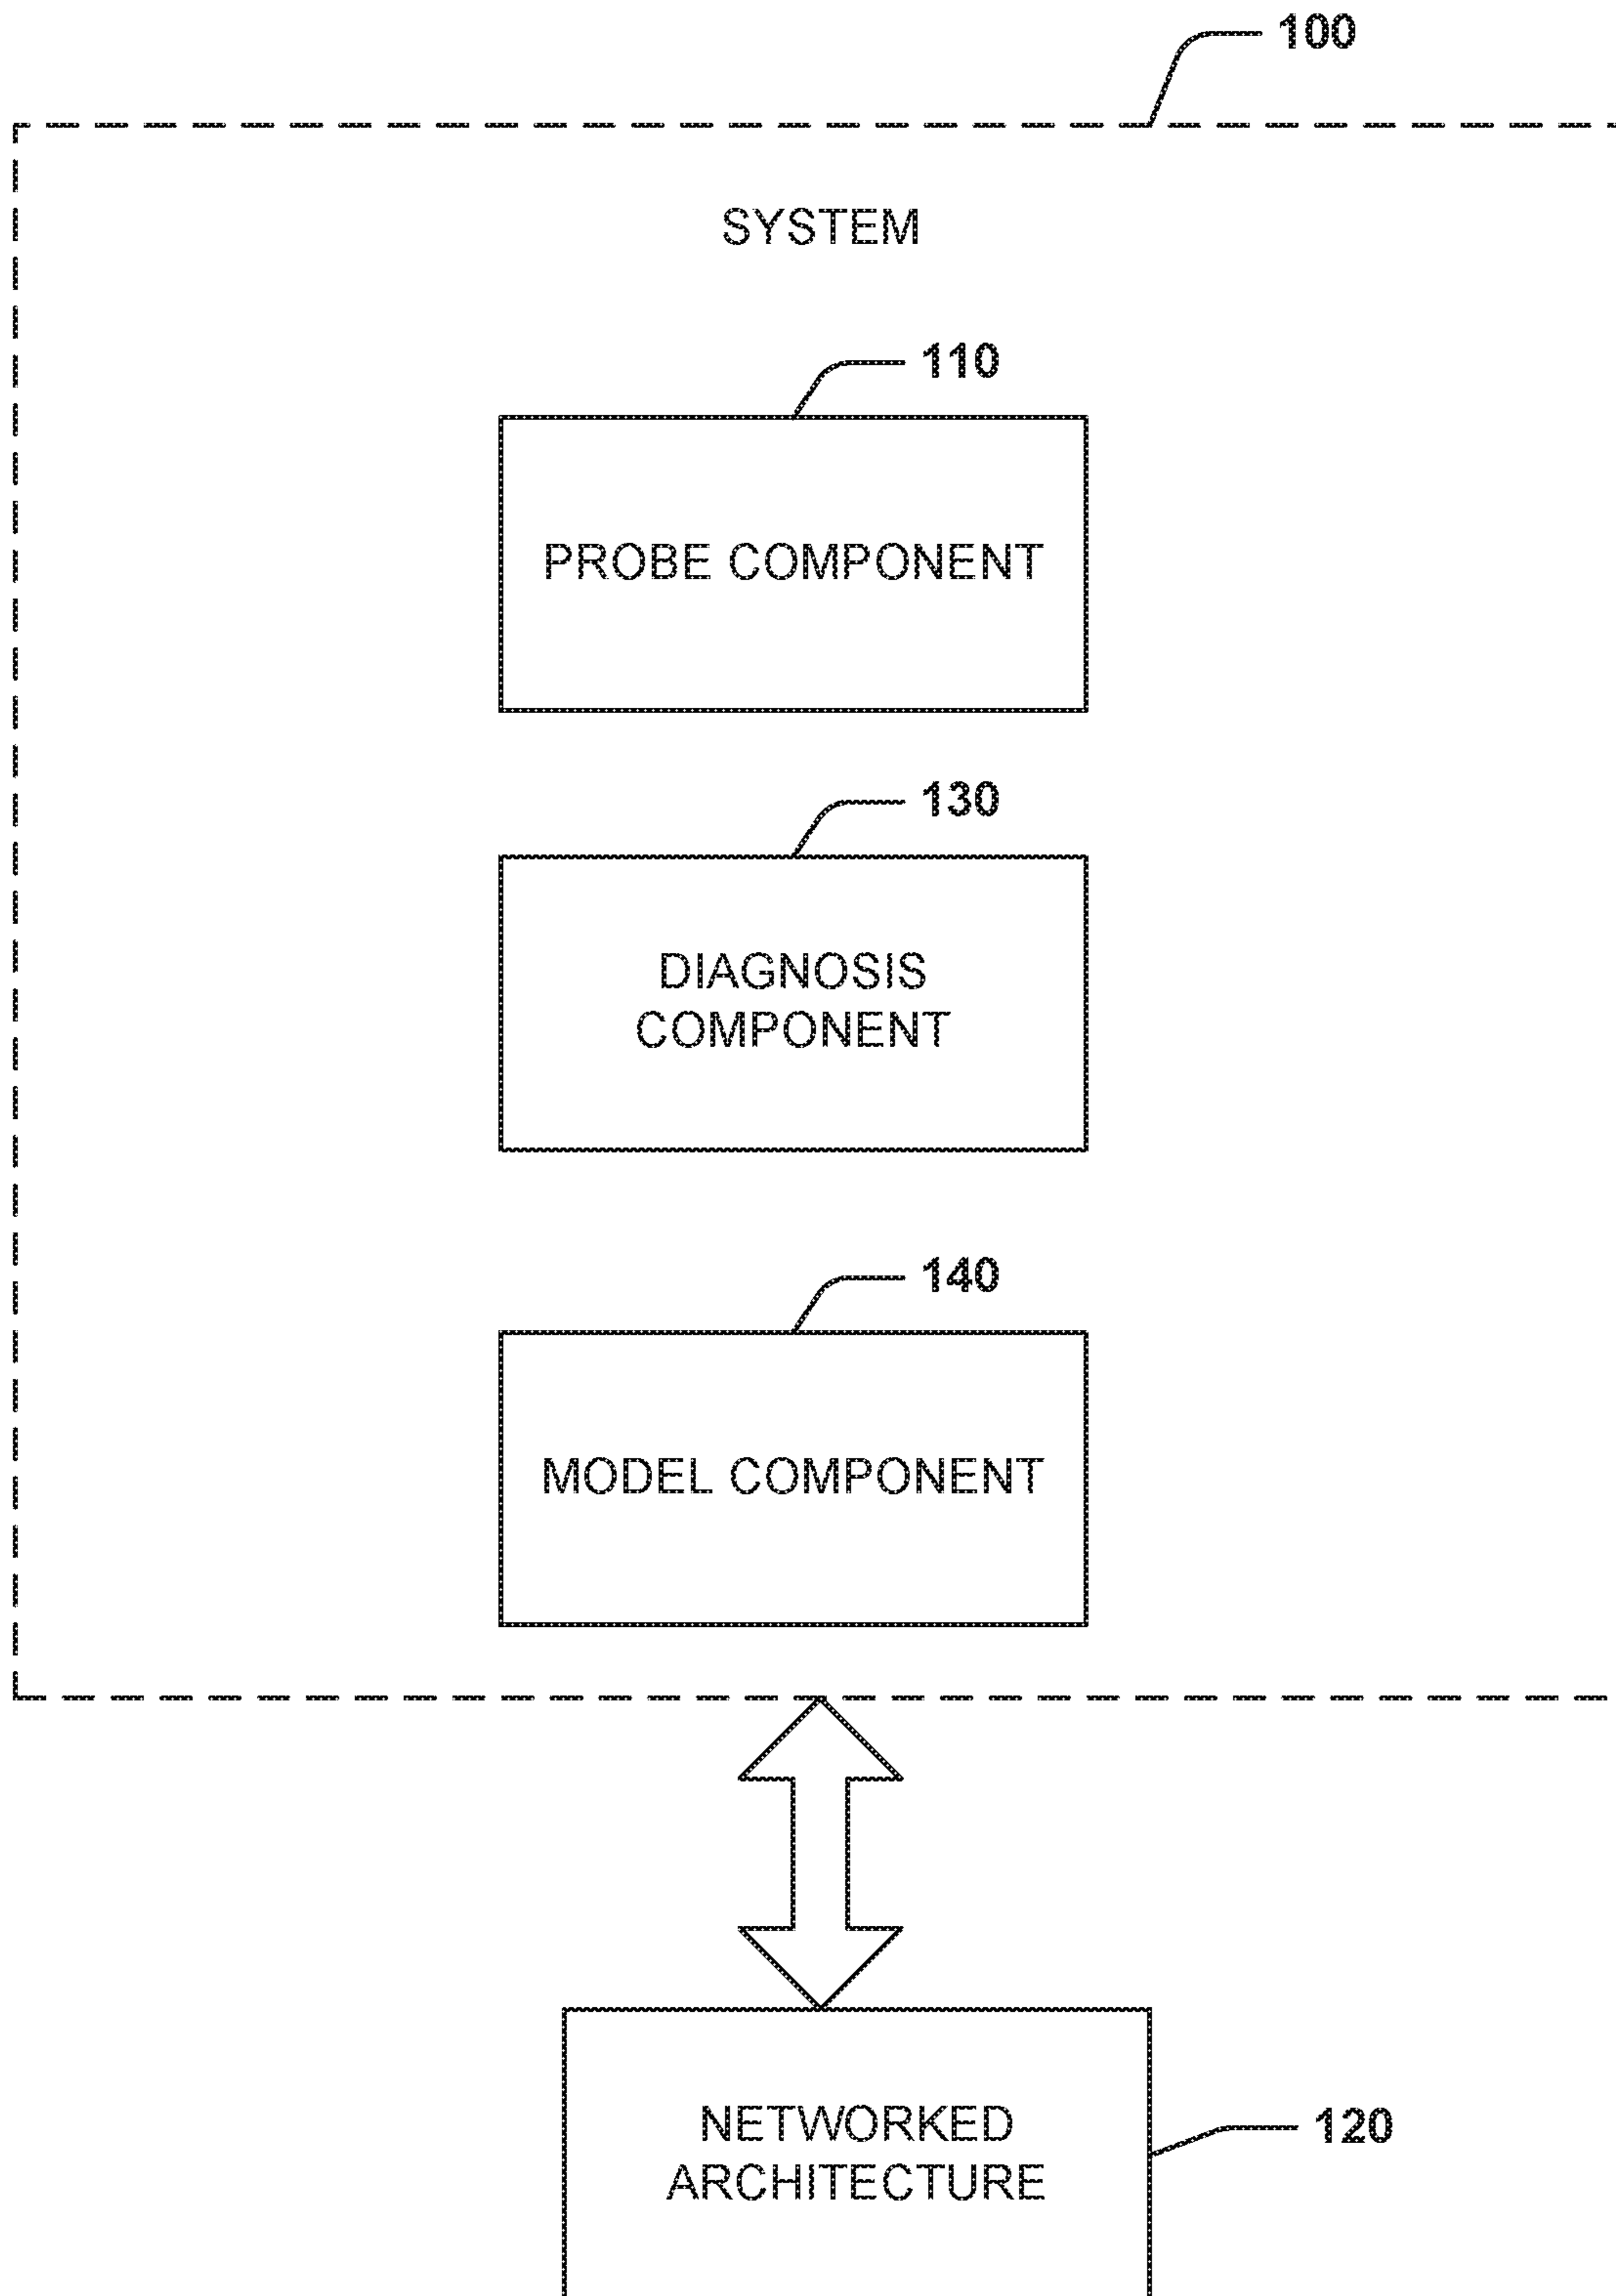 100
SYSTEM
110
PROBE COMPONENT
130
DIAGNOSIS
COMPONENT
140
MODEL COMPONENT
NETWORKED
ARCHITECTURE
120